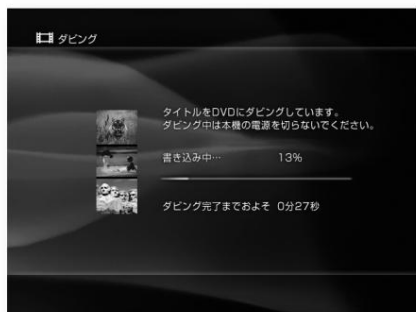 ダビング
タイトルをDVDにダビングしています。
ダビング中は本機の電源を切らないでください。
書き込み中… 13%
ダビング完了までおよそ 0分27秒